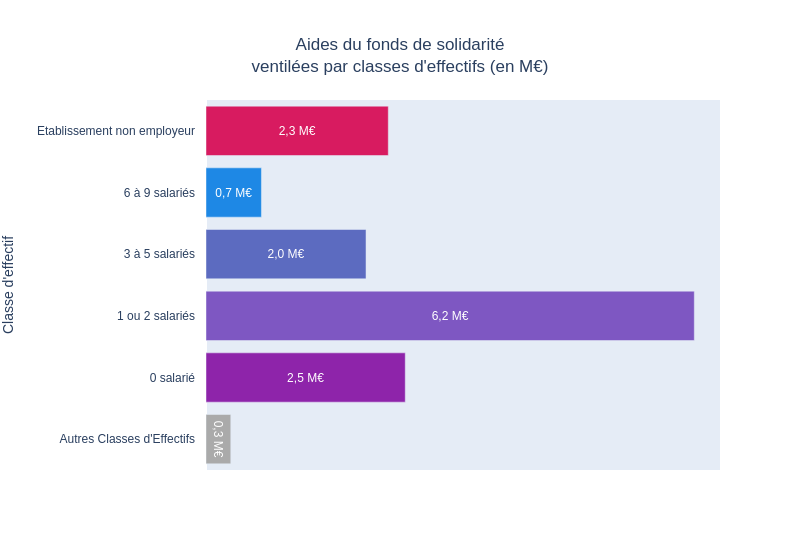 Aides du fonds de solidarité
ventilées par classes d'effectifs (en M€)
Classe d'effectif
Etablissement non employeur
2,3 M€
6 à 9 salariés
0,7 M€
3 à 5 salariés
2,0 M€
1 ou 2 salariés
6,2 M€
0 salarié
2,5 M€
Autres Classes d'Effectifs
0,3 M€